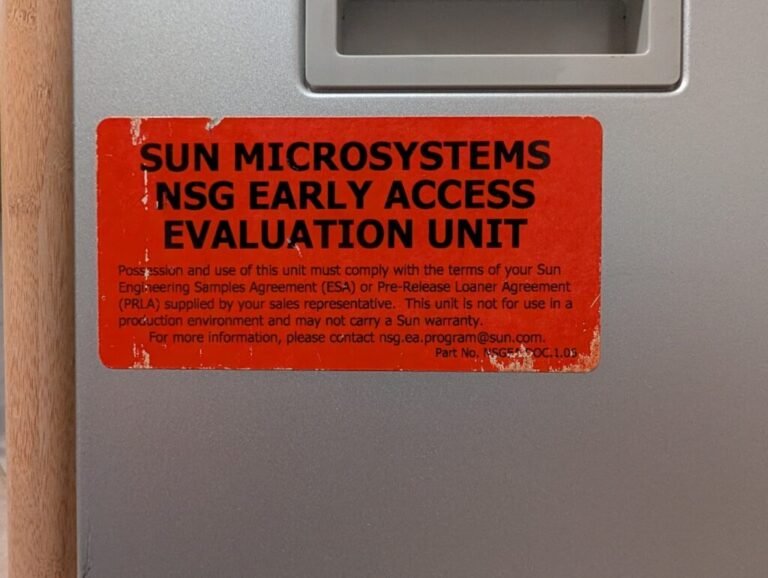 SUN MICROSYSTEMS
NSG EARLY ACCESS
EVALUATION UNIT
Possession and use of this unit must comply with the terms of your Sun
Engineering Samples Agreement (ESA) or Pre-Release Loaner Agreement
(PRLA) supplied by your sales representative. This unit is not for use in a
production environment and may not carry a Sun warranty.
For more information, please contact nsg.ea.program@sun.com.
Part No.